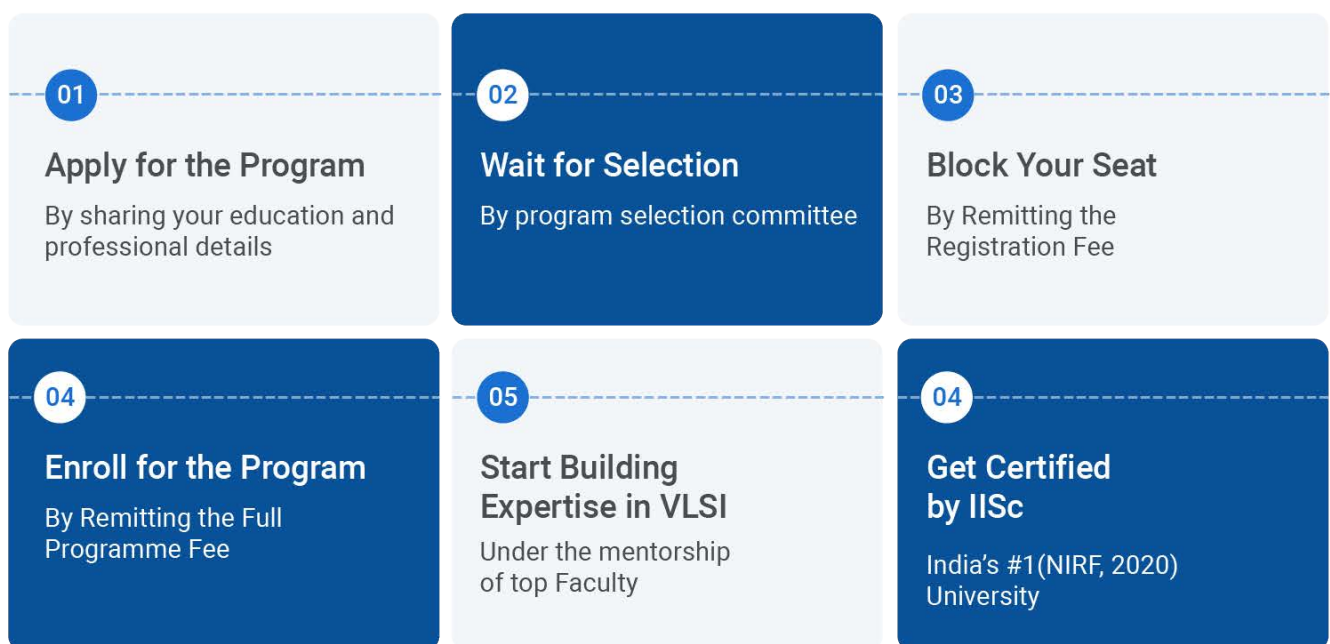 01
Apply for the Program
By sharing your education and
professional details
02
Wait for Selection
By program selection committee
03
Block Your Seat
By Remitting the
Registration Fee
04
Enroll for the Program
By Remitting the Full
Programme Fee
05
Start Building
Expertise in VLSI
Under the mentorship
of top Faculty
04
Get Certified
by IISc
India's #1(NIRF, 2020)
University